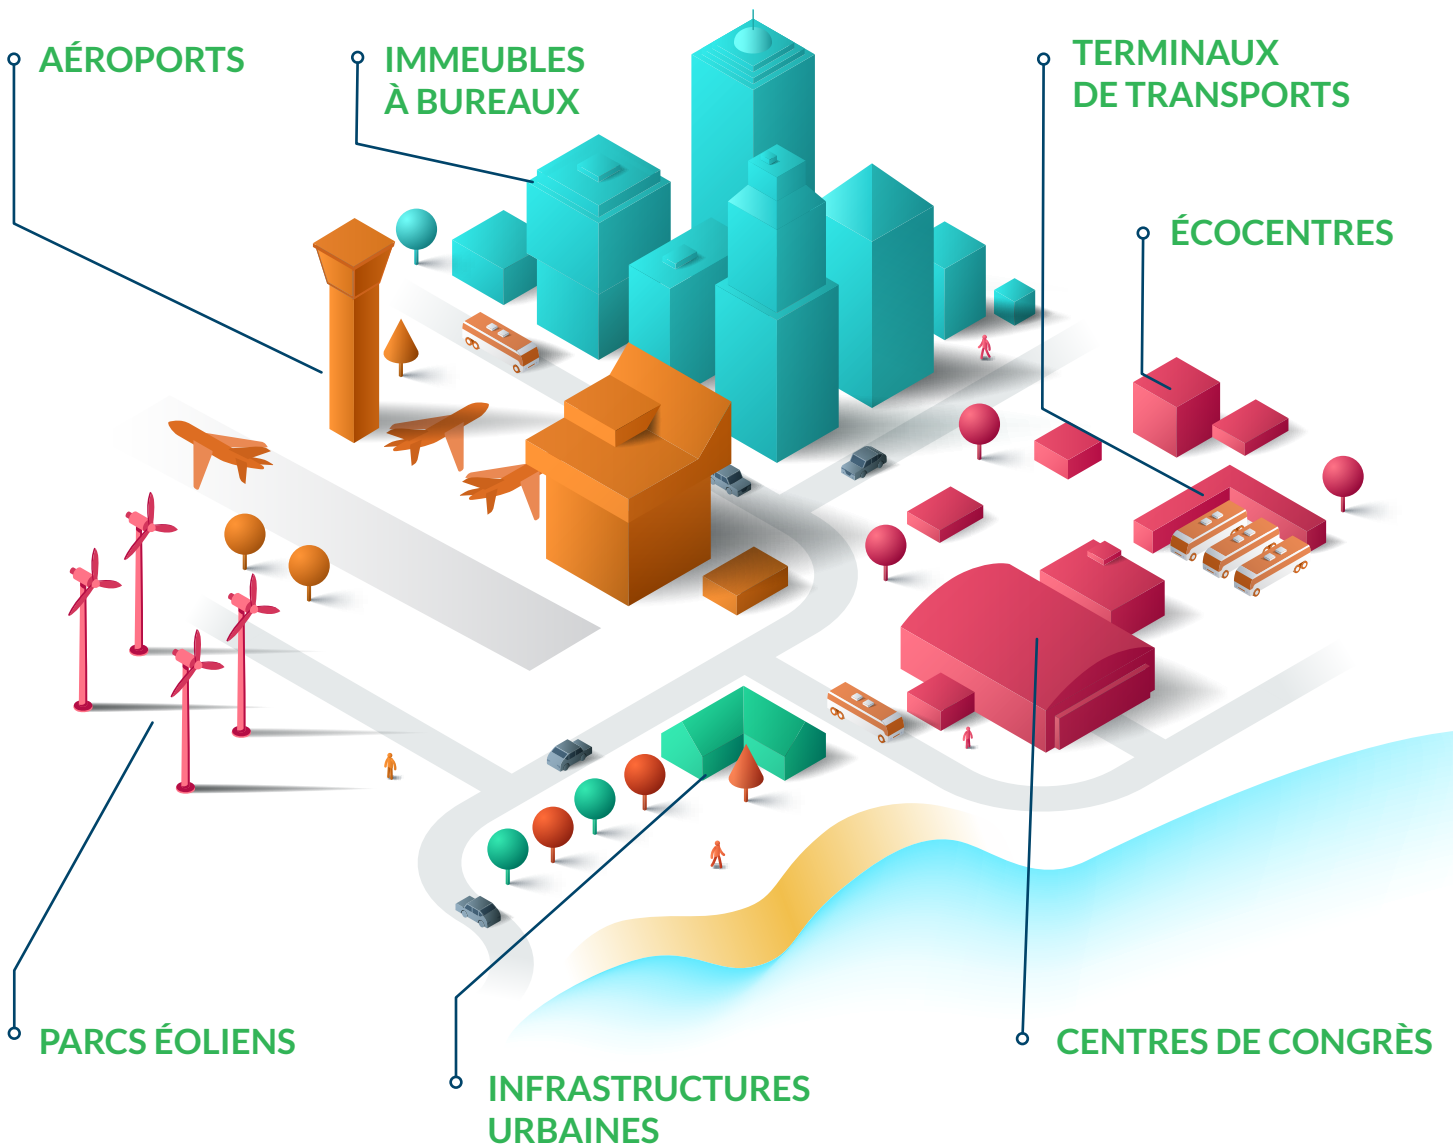 AÉROPORTS
IMMEUBLES
À BUREAUX
TERMINAUX
DE TRANSPORTS
ÉCOCENTRES
PARCS ÉOLIENS
INFRASTRUCTURES
URBAINES
CENTRES DE CONGRÈS